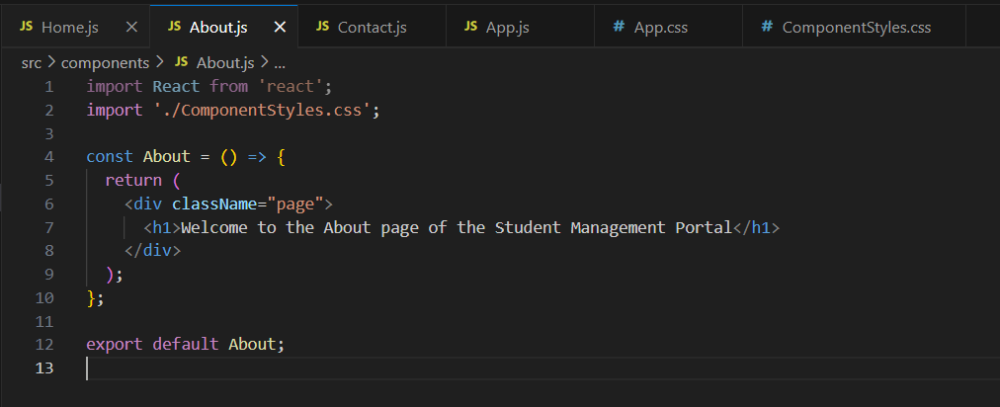 JS Home.js × JS About.js × JS Contact.js JS App.js # App.css # ComponentStyles.css
src > components > JS About.js > ...
1 import React from 'react';
2 import './ComponentStyles.css';
3
4 const About = () => {
5   return (
6     <div className="page">
7       <h1>Welcome to the About page of the Student Management Portal</h1>
8     </div>
9   );
10 };
11
12 export default About;
13